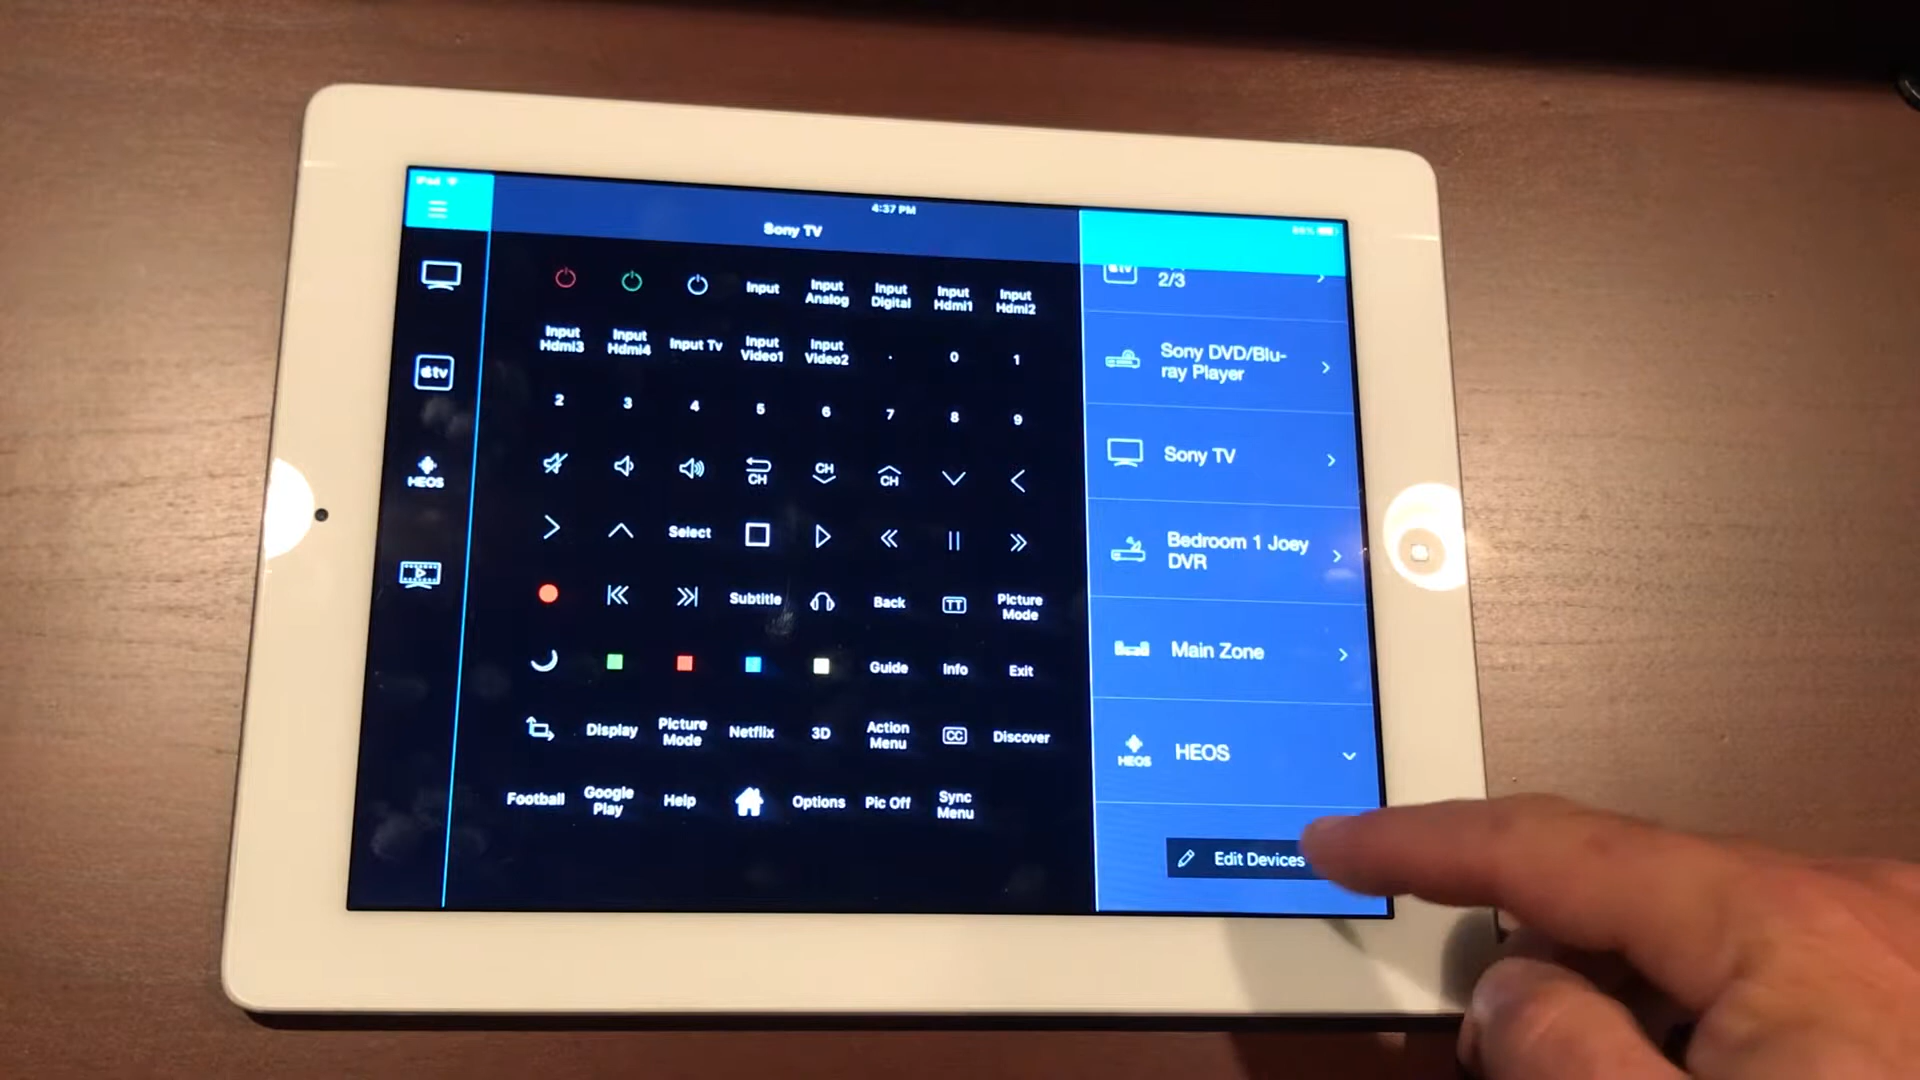 iPad
4:37 PM
Sony TV
Input
Input
Analog
Input
Digital
Input
Hdmi1
Input
Hdmi2
Input
Hdmi3
Input
Hdmi4
Input Tv
Input
Video1
Input
Video2
.
0
1
2
3
4
5
6
7
8
9
CH
CH
CH
Select
Subtitle
Back
TT
Picture
Mode
Guide
Info
Exit
Display
Picture
Mode
Netflix
3D
Action
Menu
CC
Discover
Football
Google
Play
Help
Options
Pic Off
Sync
Menu
tv
HEOS
tv
2/3
Sony DVD/Blu-
ray Player
Sony TV
Bedroom 1 Joey
DVR
Main Zone
HEOS
HEOS
Edit Devices